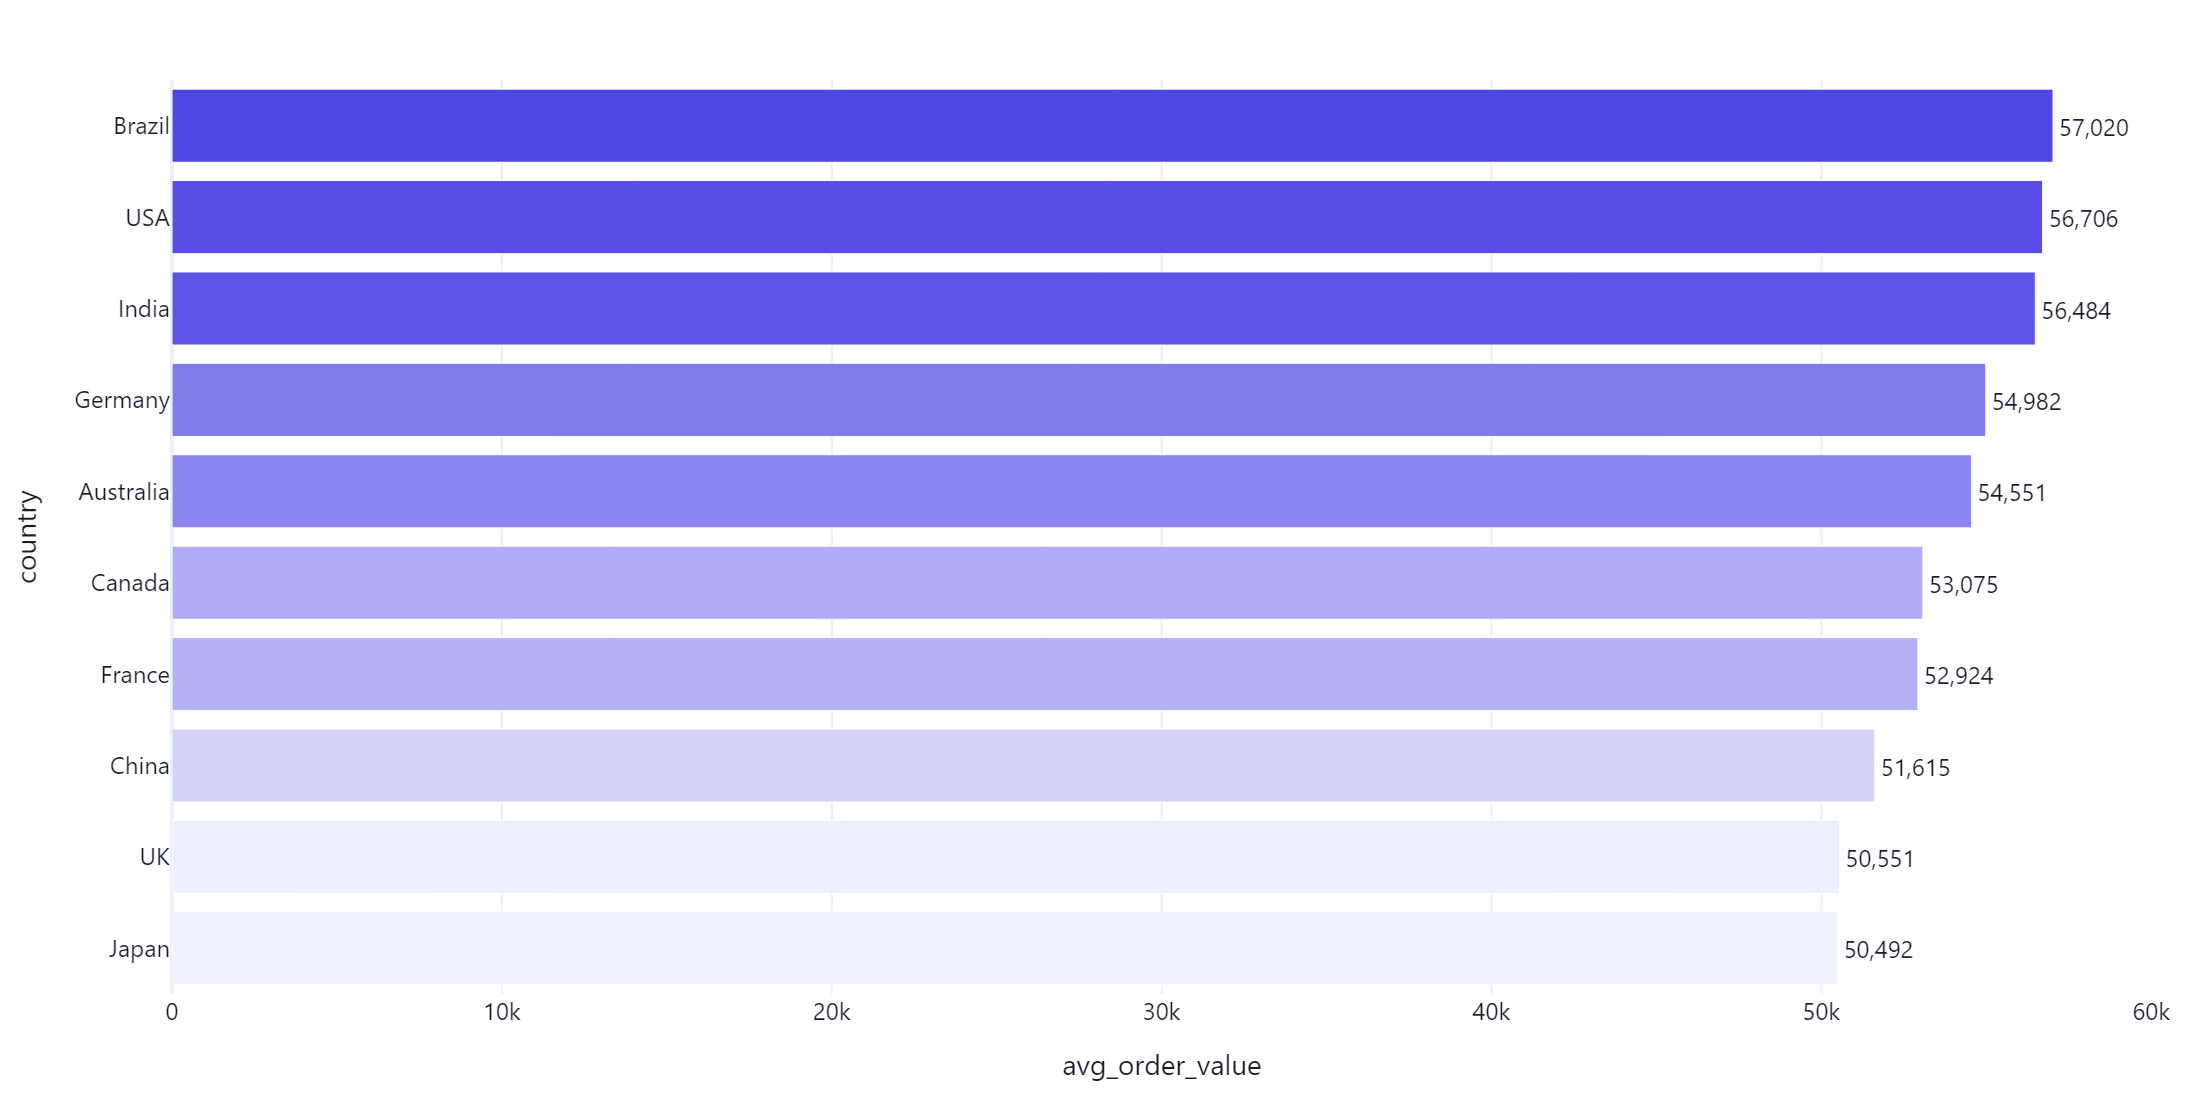 Brazil 57,020
USA 56,706
India 56,484
Germany 54,982
Australia 54,551
Canada 53,075
France 52,924
China 51,615
UK 50,551
Japan 50,492
country
0 10k 20k 30k 40k 50k 60k
avg_order_value